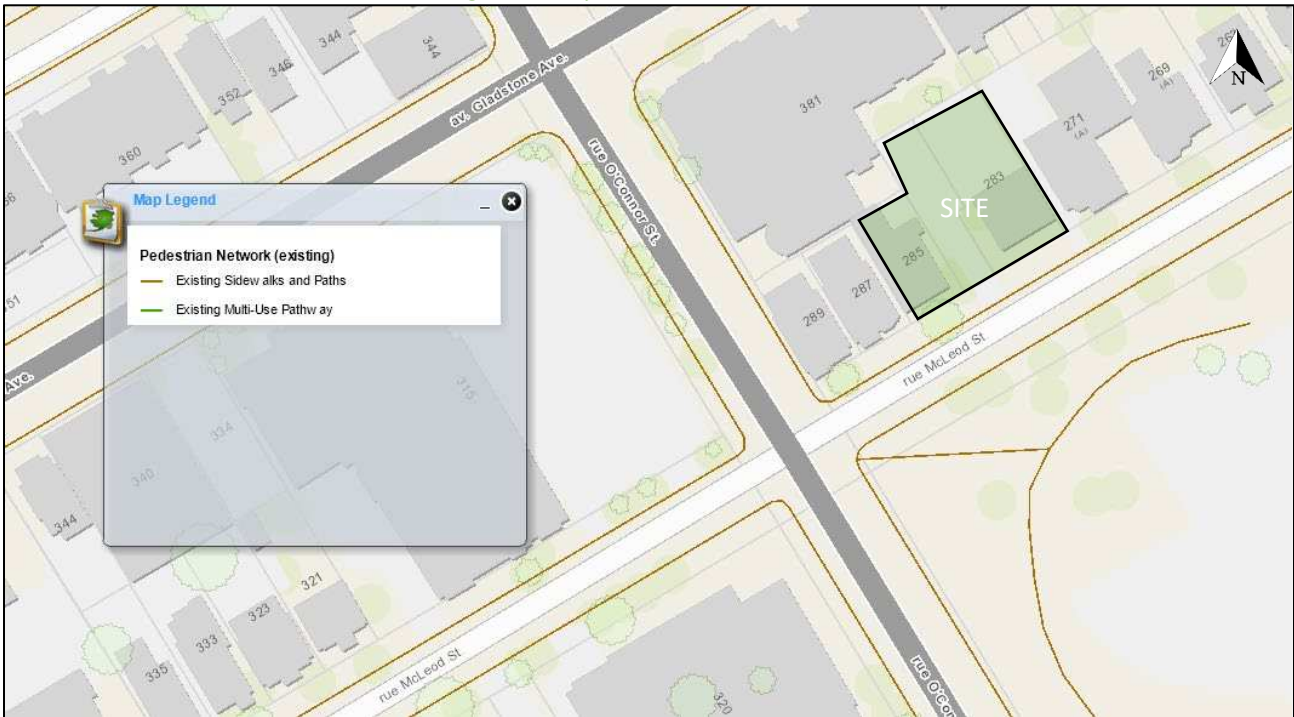 344
344
346
352
360
av. Gladstone Ave.
381
269
(A)
271
(A)
N
283
SITE
285
287
289
rue O'Connor St.
rue McLeod St
Map Legend
Pedestrian Network (existing)
Existing Sidewalks and Paths
Existing Multi-Use Pathway
51
Ave.
315
334
340
344
321
323
333
335
rue McLeod St
320
rue O'Con